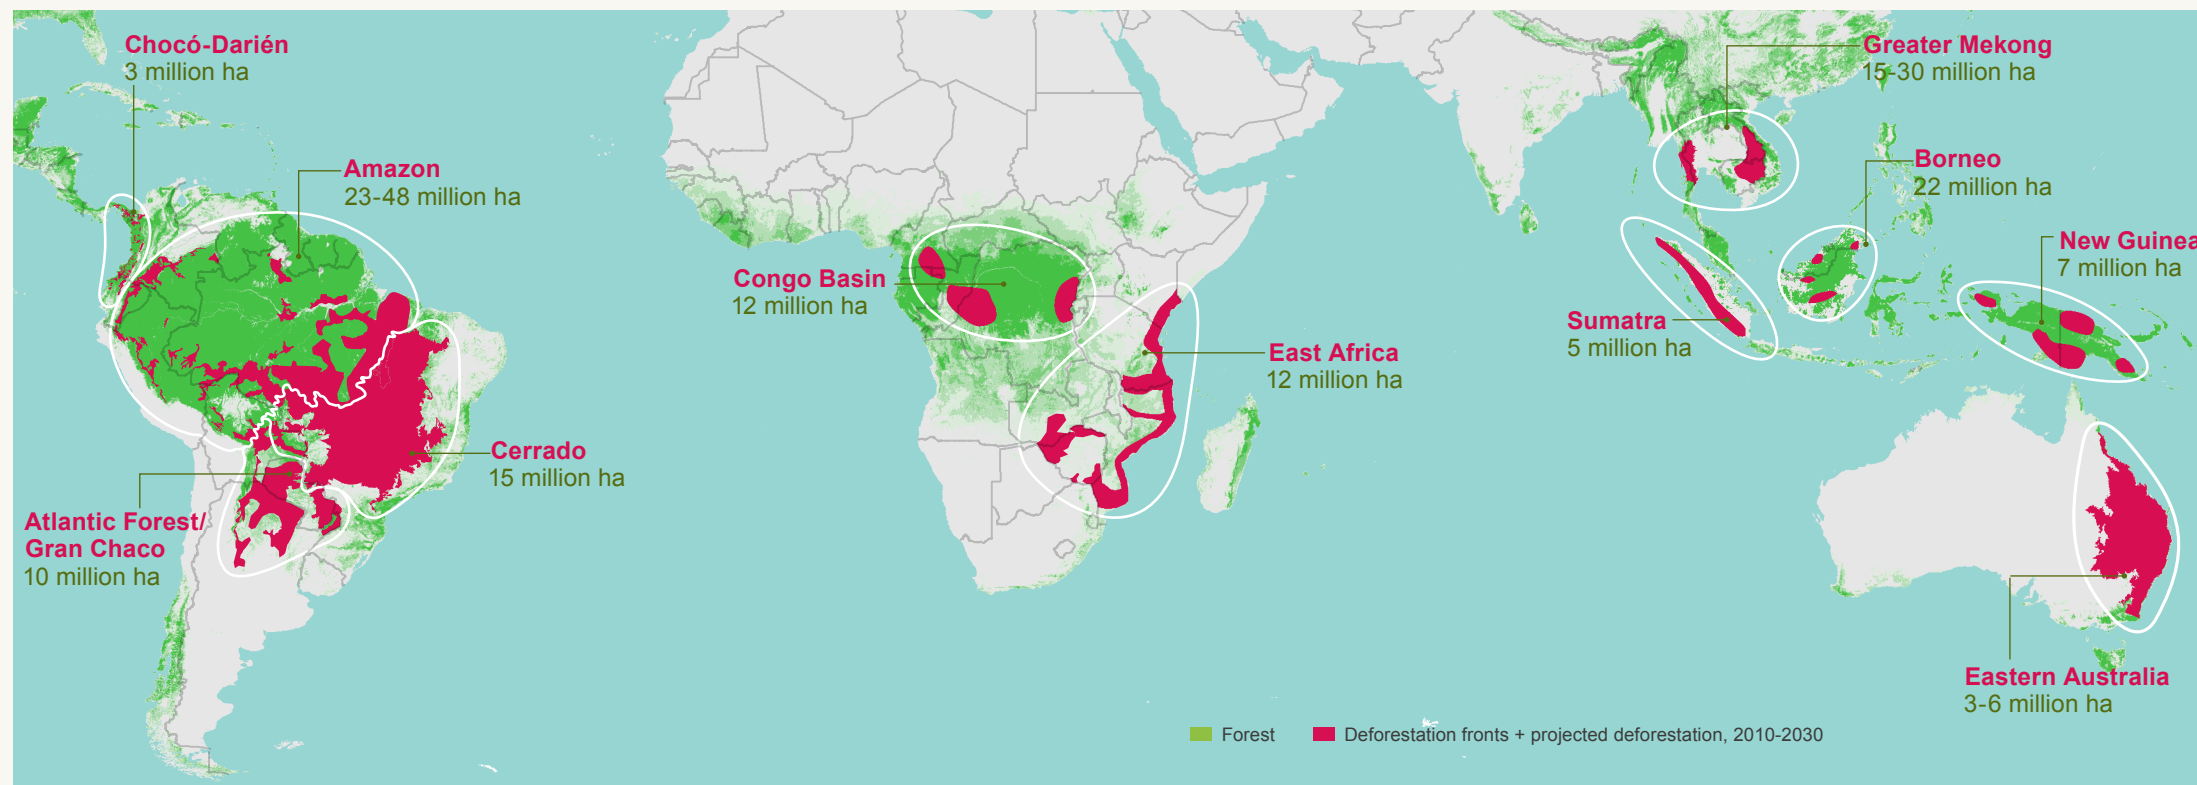 Chocó-Darién
3 million ha
Amazon
23-48 million ha
Cerrado
15 million ha
Atlantic Forest/
Gran Chaco
10 million ha
Congo Basin
12 million ha
East Africa
12 million ha
Greater Mekong
15-30 million ha
Borneo
22 million ha
New Guinea
7 million ha
Sumatra
5 million ha
Eastern Australia
3-6 million ha
Forest
Deforestation fronts + projected deforestation, 2010-2030